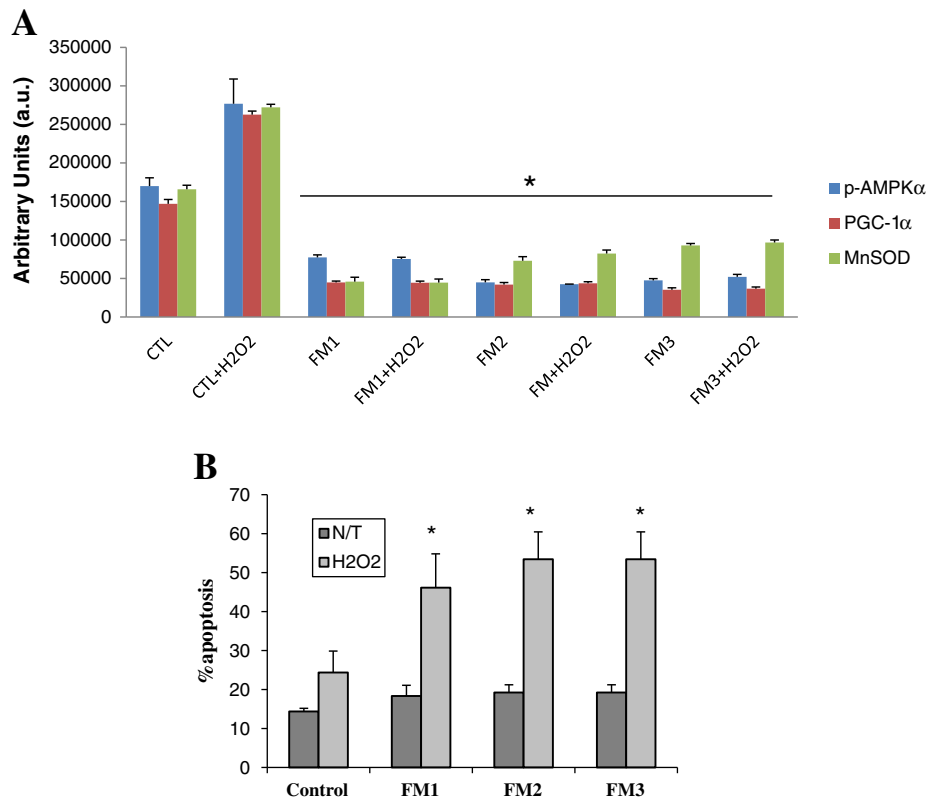 A
350000
300000
250000
200000
150000
100000
50000
0
Arbitrary Units (a.u.)
*
p-AMPKα
PGC-1α
MnSOD
CTL
CTL+H2O2
FM1
FM1+H2O2
FM2
FM+H2O2
FM3
FM3+H2O2
B
70
60
50
40
30
20
10
0
%apoptosis
N/T
H2O2
*
*
*
Control
FM1
FM2
FM3